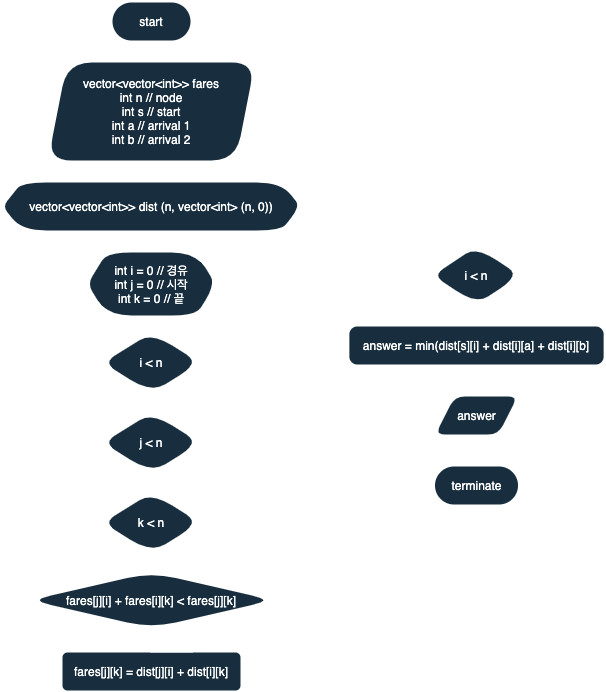 start
vector<vector<int>> fares
int n // node
int s // start
int a // arrival 1
int b // arrival 2
vector<vector<int>> dist (n, vector<int> (n, 0))
int i = 0 // 경유
int j = 0 // 시작
int k = 0 // 끝
i < n
j < n
k < n
fares[j][i] + fares[i][k] < fares[j][k]
fares[j][k] = dist[j][i] + dist[i][k]
i < n
answer = min(dist[s][i] + dist[i][a] + dist[i][b]
answer
terminate